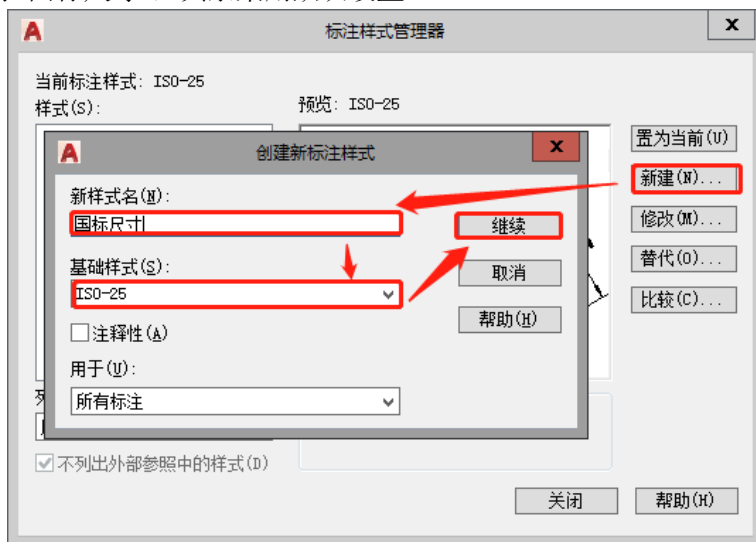 标注样式管理器
X
当前标注样式: ISO-25
样式(S):
预览: ISO-25
置为当前(U)
新建(N)...
修改(M)...
替代(O)...
比较(C)...
创建新标注样式
x
新样式名(N):
国标尺寸
继续
基础样式(S):
ISO-25
取消
注释性(A)
帮助(H)
用于(U):
所有标注
不列出外部参照中的样式(D)
关闭
帮助(H)